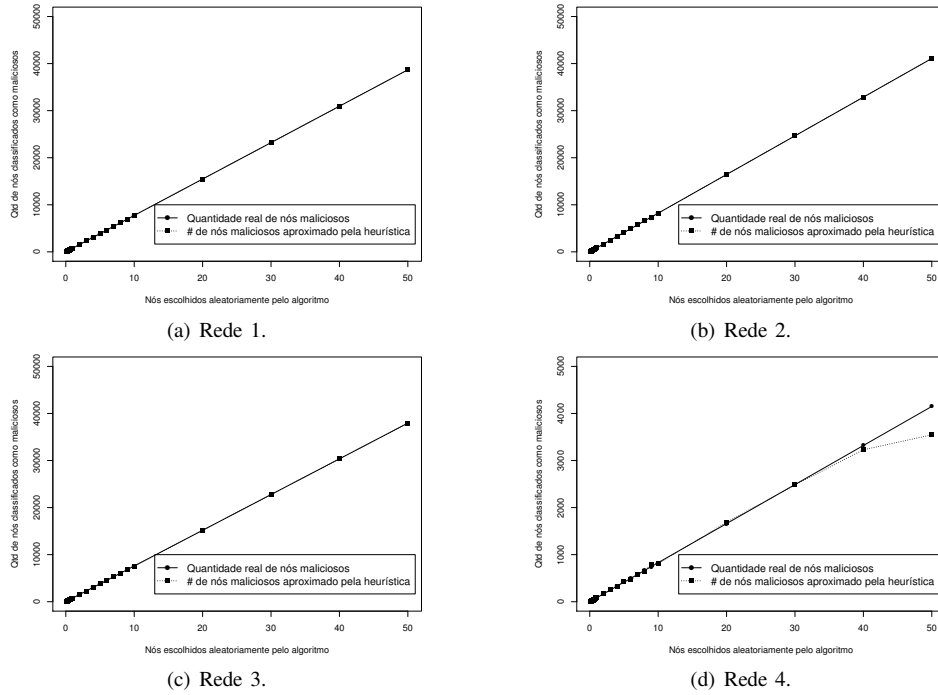 Qtd de nós classificados como maliciosos
50000
40000
30000
20000
10000
0
Quantidade real de nós maliciosos
# de nós maliciosos aproximado pela heurística
0 10 20 30 40 50
Nós escolhidos aleatoriamente pelo algoritmo
(a) Rede 1.
Qtd de nós classificados como maliciosos
50000
40000
30000
20000
10000
0
Quantidade real de nós maliciosos
# de nós maliciosos aproximado pela heurística
0 10 20 30 40 50
Nós escolhidos aleatoriamente pelo algoritmo
(b) Rede 2.
Qtd de nós classificados como maliciosos
50000
40000
30000
20000
10000
0
Quantidade real de nós maliciosos
# de nós maliciosos aproximado pela heurística
0 10 20 30 40 50
Nós escolhidos aleatoriamente pelo algoritmo
(c) Rede 3.
Qtd de nós classificados como maliciosos
5000
4000
3000
2000
1000
0
Quantidade real de nós maliciosos
# de nós maliciosos aproximado pela heurística
0 10 20 30 40 50
Nós escolhidos aleatoriamente pelo algoritmo
(d) Rede 4.